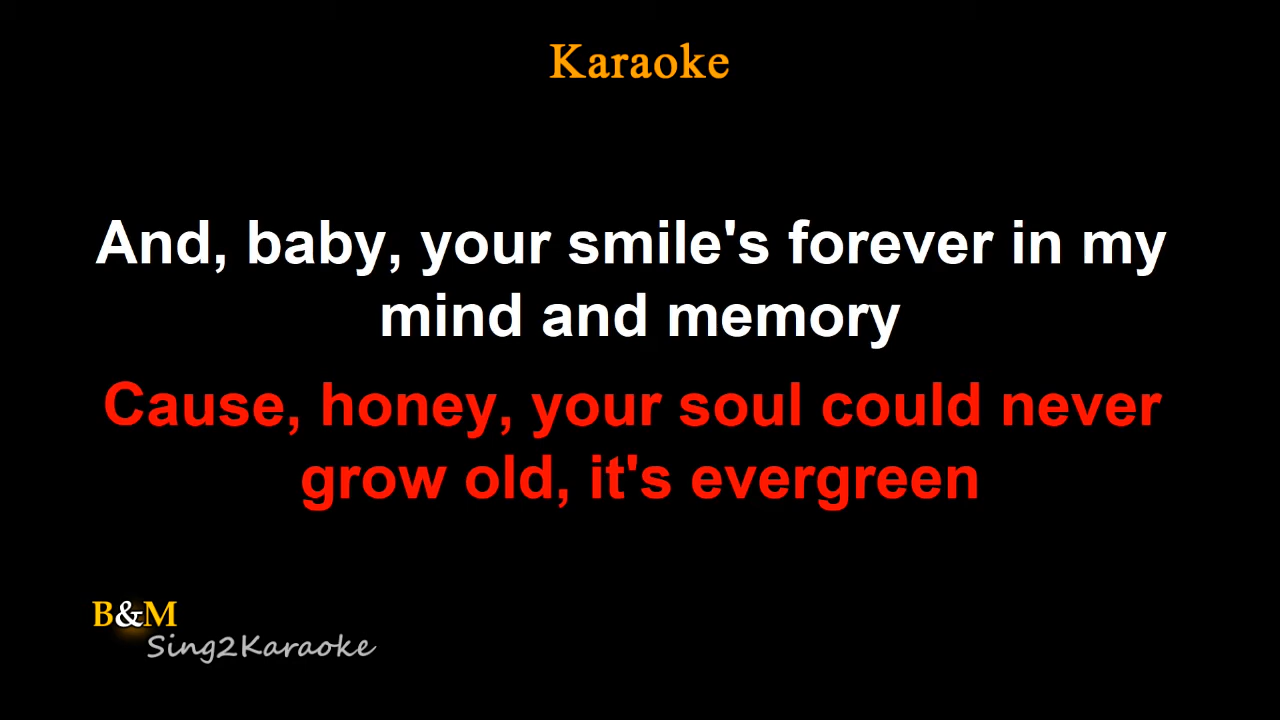 Karaoke
And, baby, your smile's forever in my
mind and memory
Cause, honey, your soul could never
grow old, it's evergreen
B&M
Sing2Karaoke